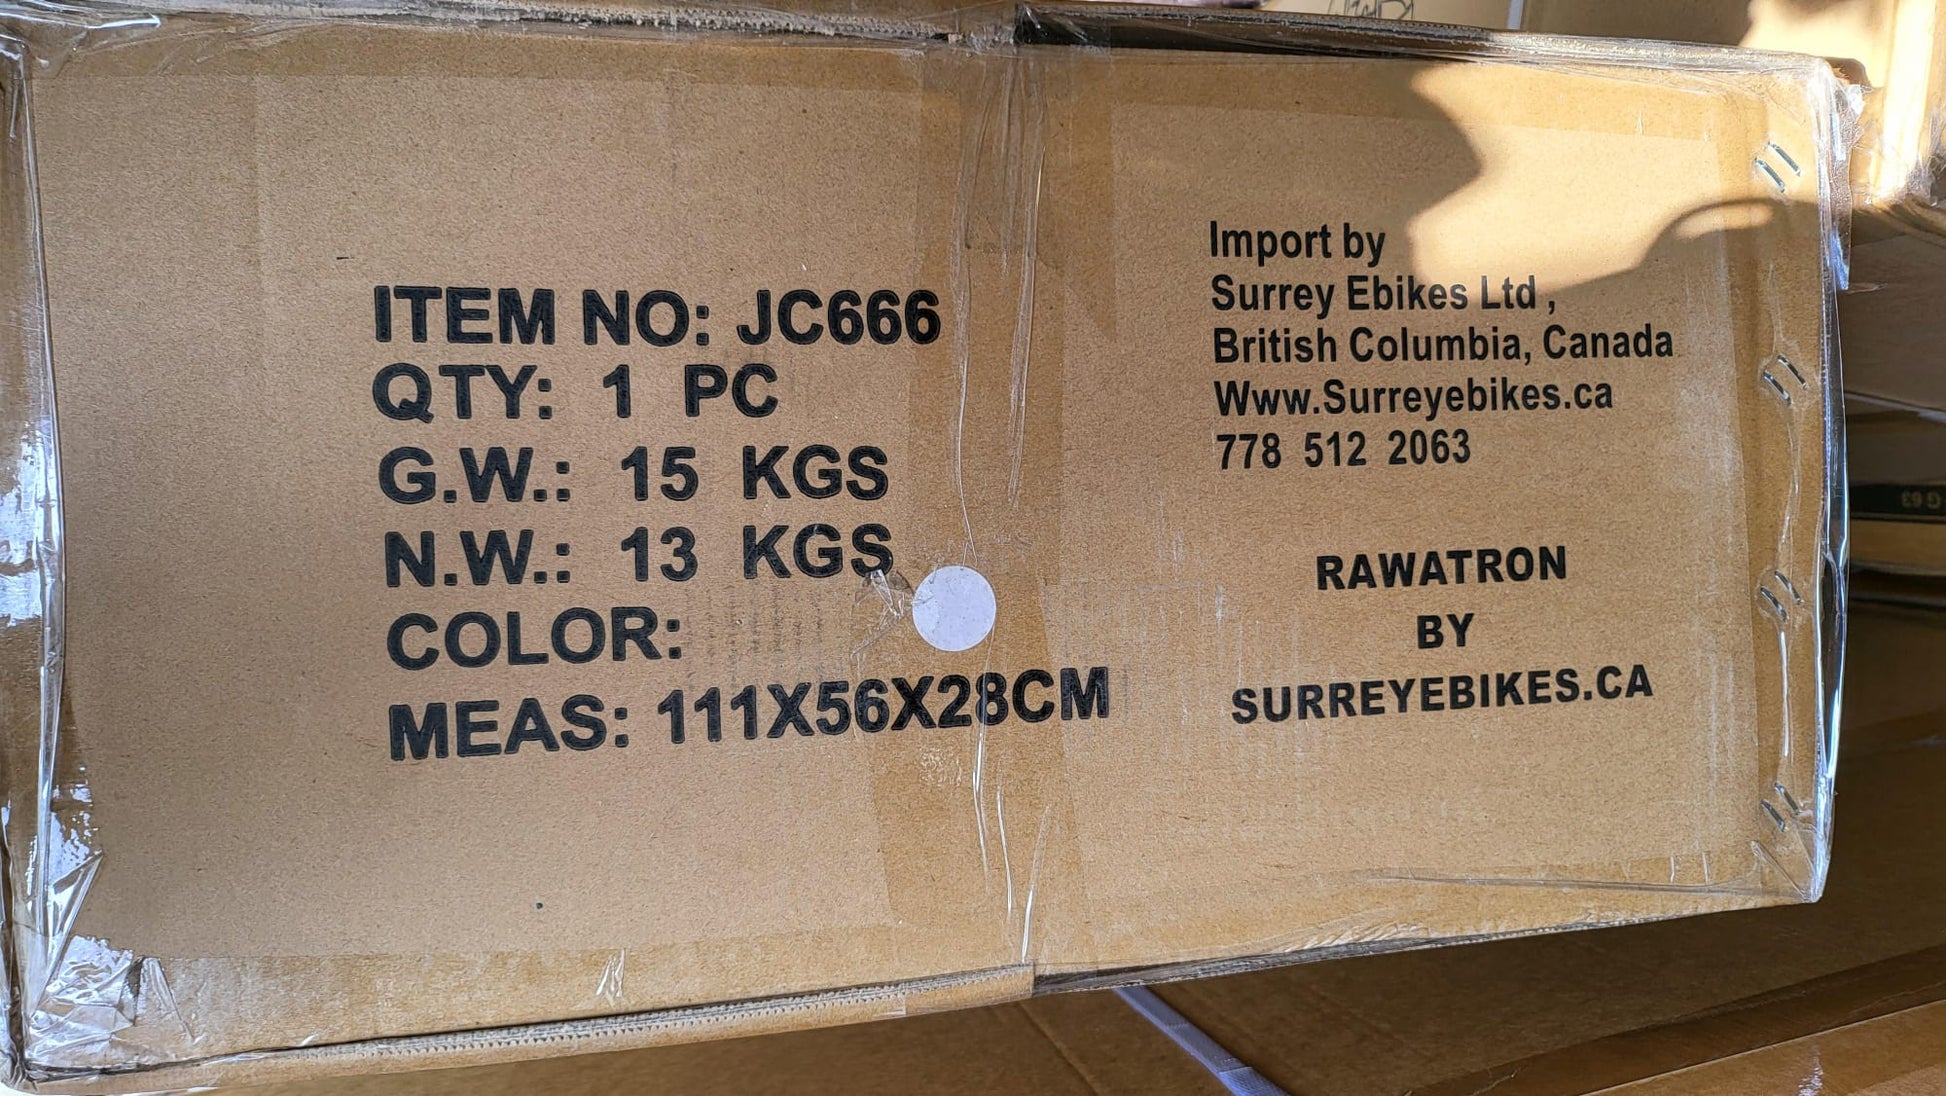 ITEM NO: JC666
QTY: 1 PC
G.W.: 15 KGS
N.W.: 13 KGS
COLOR:
MEAS: 111X56X28CM
Import by
Surrey Ebikes Ltd ,
British Columbia, Canada
Www.Surreyebikes.ca
778 512 2063
RAWATRON
BY
SURREYEBIKES.CA
G 63